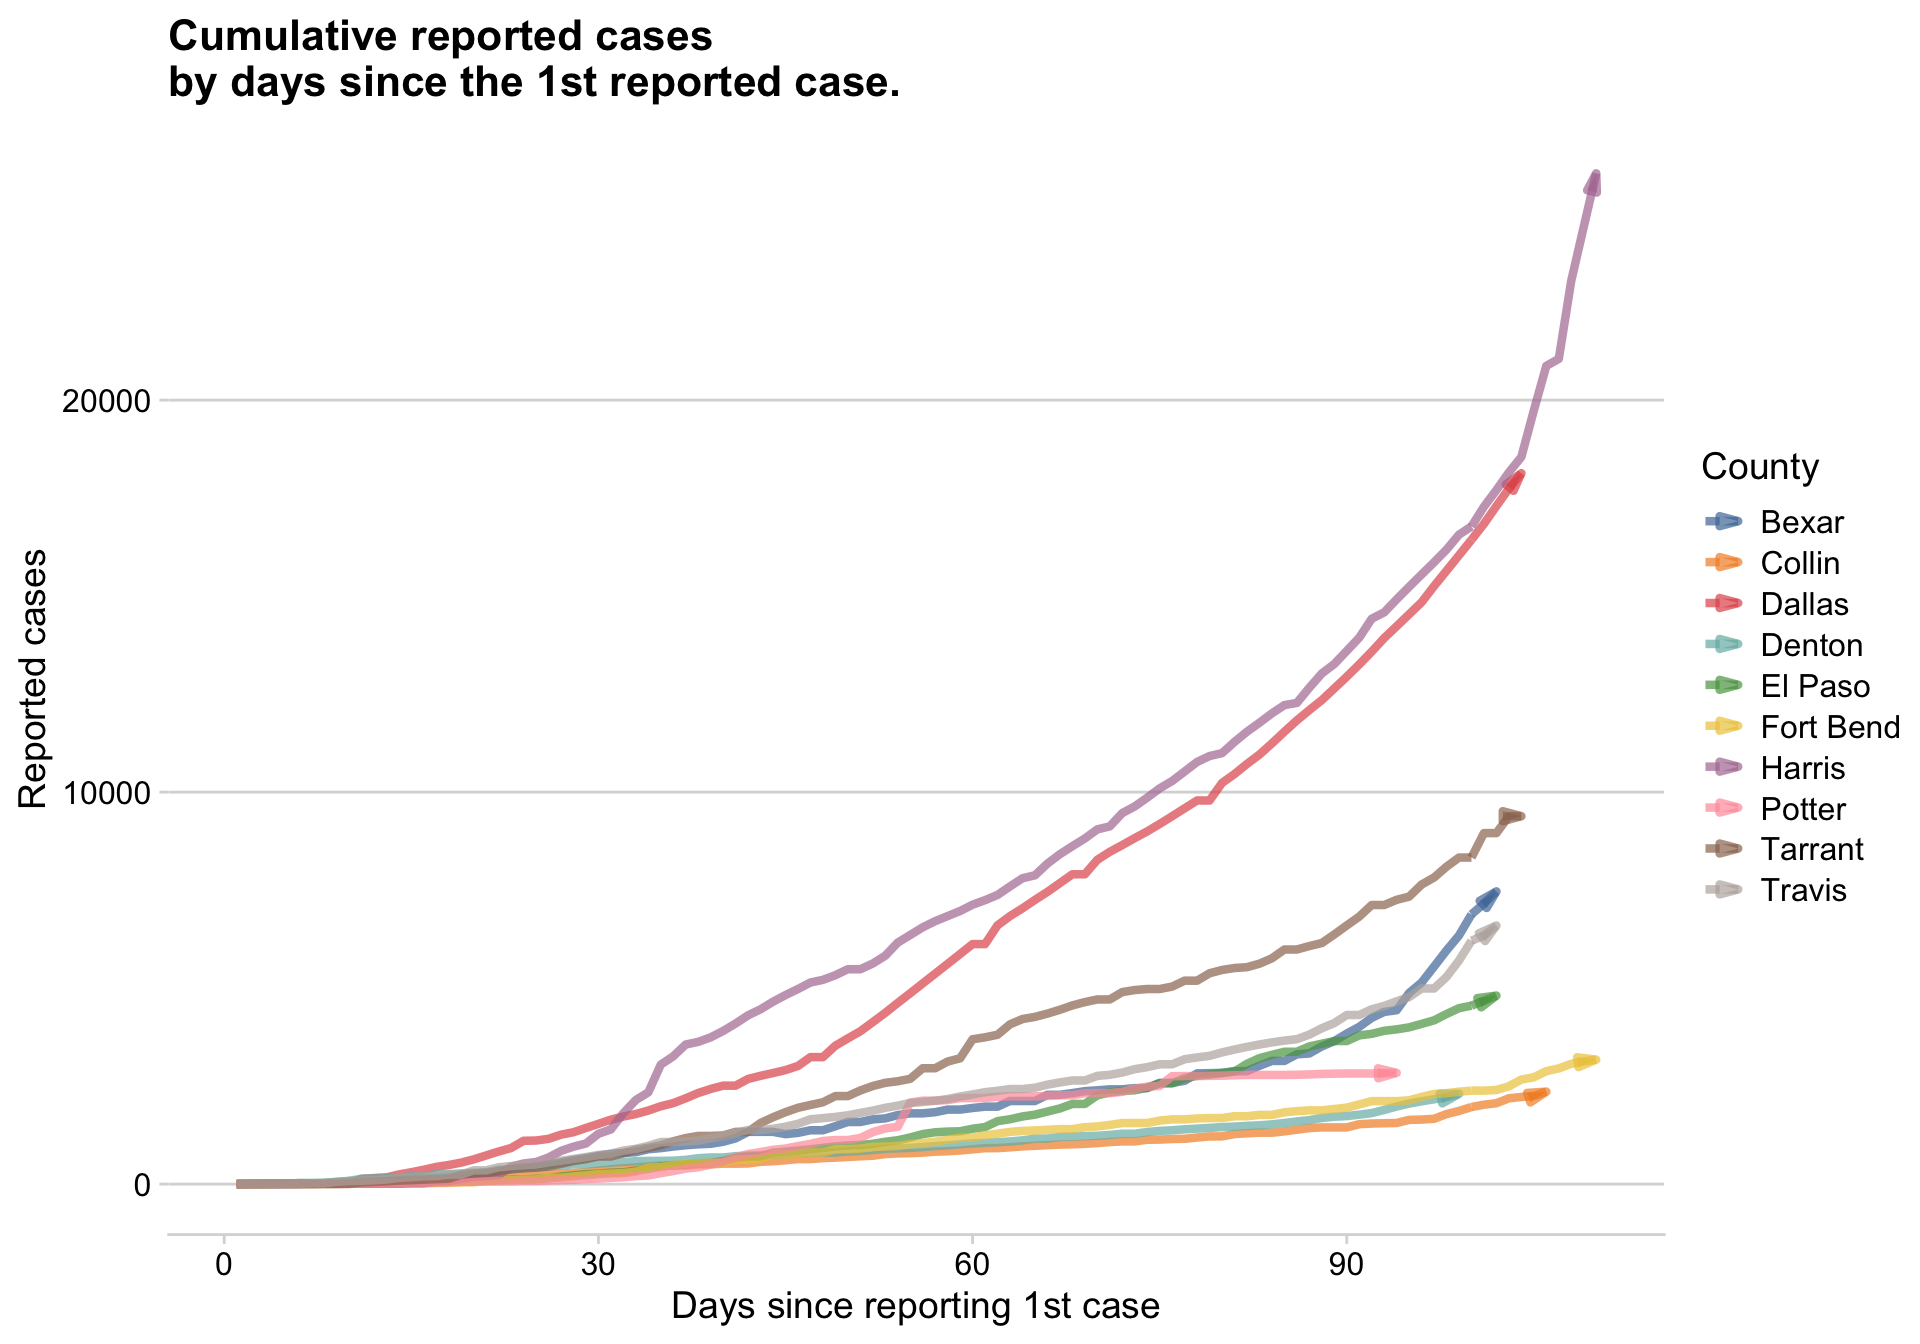 Cumulative reported cases
by days since the 1st reported case.
Reported cases
20000
10000
0
0
30
60
90
Days since reporting 1st case
County
Bexar
Collin
Dallas
Denton
El Paso
Fort Bend
Harris
Potter
Tarrant
Travis